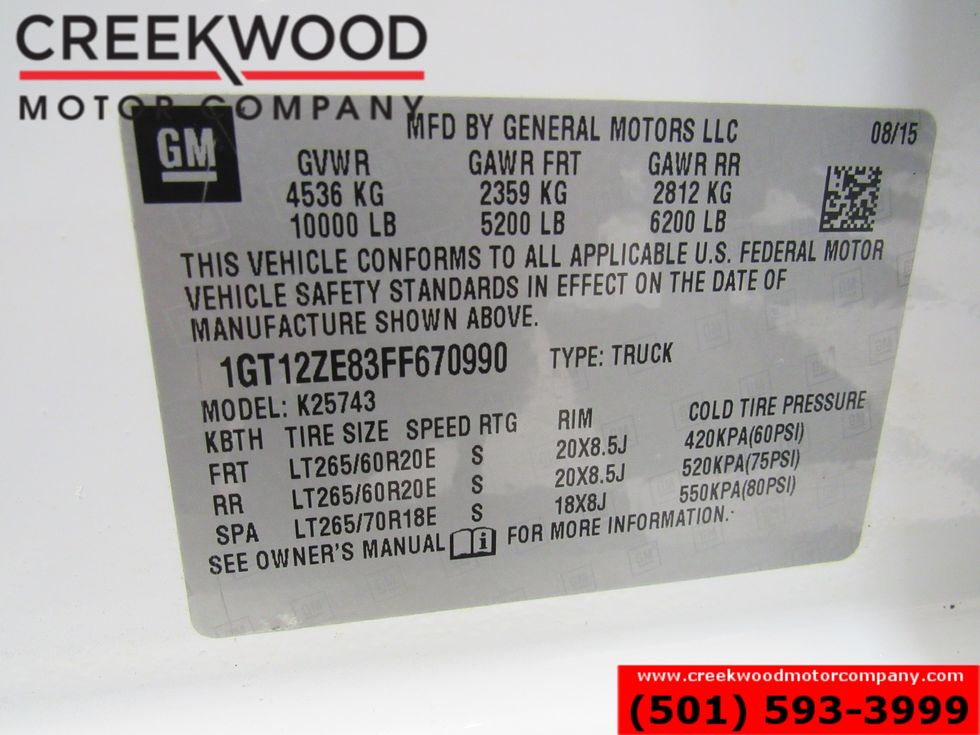 CREEKWOOD
MOTOR COMPANY
GM
MFD BY GENERAL MOTORS LLC 08/15
GVWR GAWR FRT GAWR RR
4536 KG 2359 KG 2812 KG
10000 LB 5200 LB 6200 LB
THIS VEHICLE CONFORMS TO ALL APPLICABLE U.S. FEDERAL MOTOR
VEHICLE SAFETY STANDARDS IN EFFECT ON THE DATE OF
MANUFACTURE SHOWN ABOVE.
1GT12ZE83FF670990 TYPE: TRUCK
MODEL: K25743
KBTH TIRE SIZE SPEED RTG RIM COLD TIRE PRESSURE
FRT LT265/60R20E S 20X8.5J 420KPA(60PSI)
RR LT265/60R20E S 20X8.5J 520KPA(75PSI)
SPA LT265/70R18E S 18X8J 550KPA(80PSI)
SEE OWNER'S MANUAL i FOR MORE INFORMATION.
www.creekwoodmotorcompany.com
(501) 593-3999